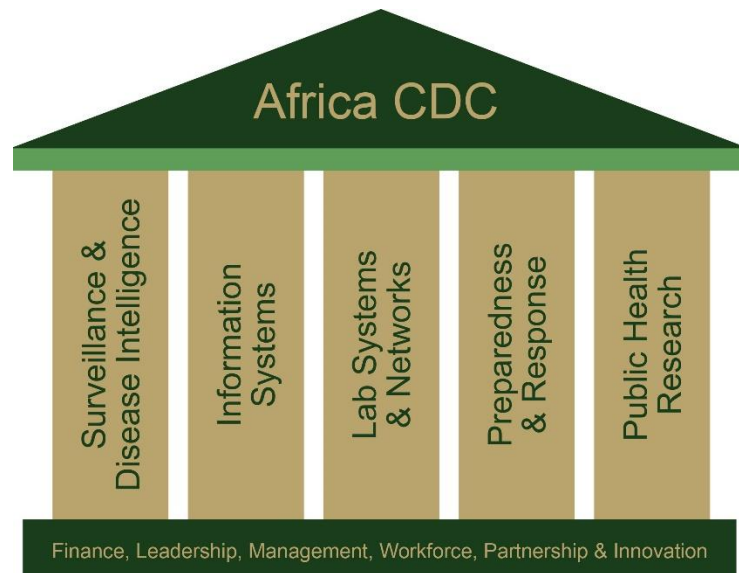 Africa CDC
Surveillance &
Disease Intelligence
Information
Systems
Lab Systems
& Networks
Preparedness
& Response
Public Health
Research
Finance, Leadership, Management, Workforce, Partnership & Innovation